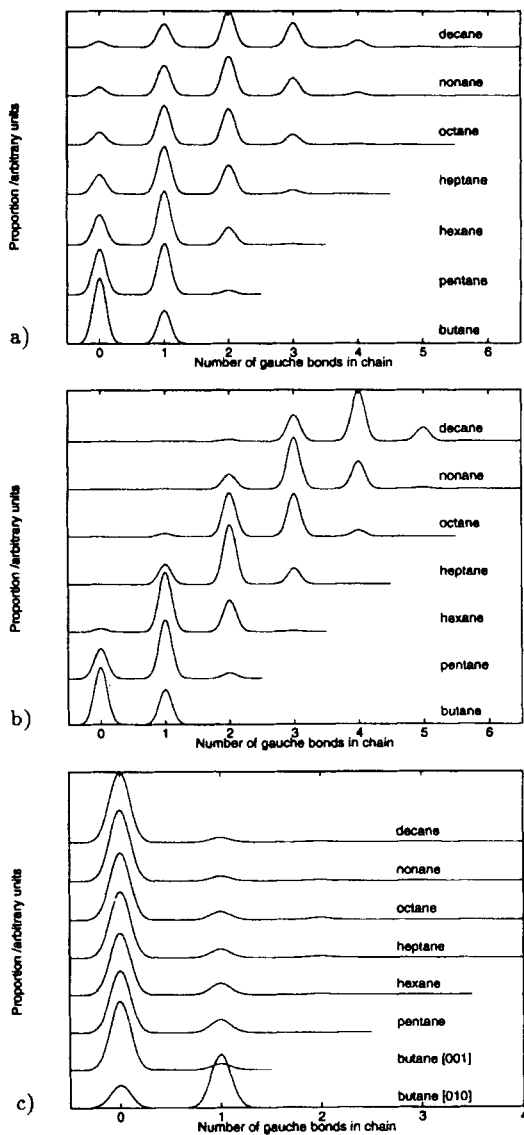 decane
nonane
octane
heptane
hexane
pentane
butane
Proportion /arbitrary units
a)
0 1 2 3 4 5 6
Number of gauche bonds in chain
decane
nonane
octane
heptane
hexane
pentane
butane
Proportion /arbitrary units
b)
0 1 2 3 4 5 6
Number of gauche bonds in chain
decane
nonane
octane
heptane
hexane
pentane
butane [001]
butane [010]
Proportion /arbitrary units
c)
0 1 2 3 4
Number of gauche bonds in chain